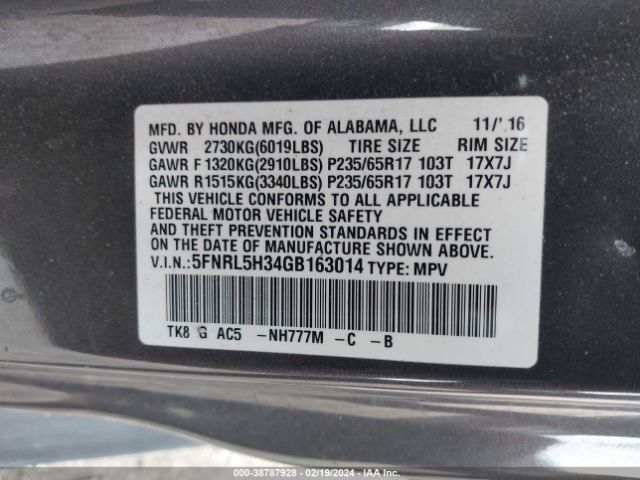 MFD. BY HONDA MFG. OF ALABAMA, LLC 11/'16
GVWR 2730KG(6019LBS) TIRE SIZE RIM SIZE
GAWR F 1320KG(2910LBS) P235/65R17 103T 17X7J
GAWR R1515KG(3340LBS) P235/65R17 103T 17X7J
THIS VEHICLE CONFORMS TO ALL APPLICABLE
FEDERAL MOTOR VEHICLE SAFETY
AND THEFT PREVENTION STANDARDS IN EFFECT
ON THE DATE OF MANUFACTURE SHOWN ABOVE.
V.I.N.:5FNRL5H34GB163014 TYPE: MPV
TK8 G AC5 -NH777M -C -B
000-38787928 - 02/19/2024 - IAA Inc.